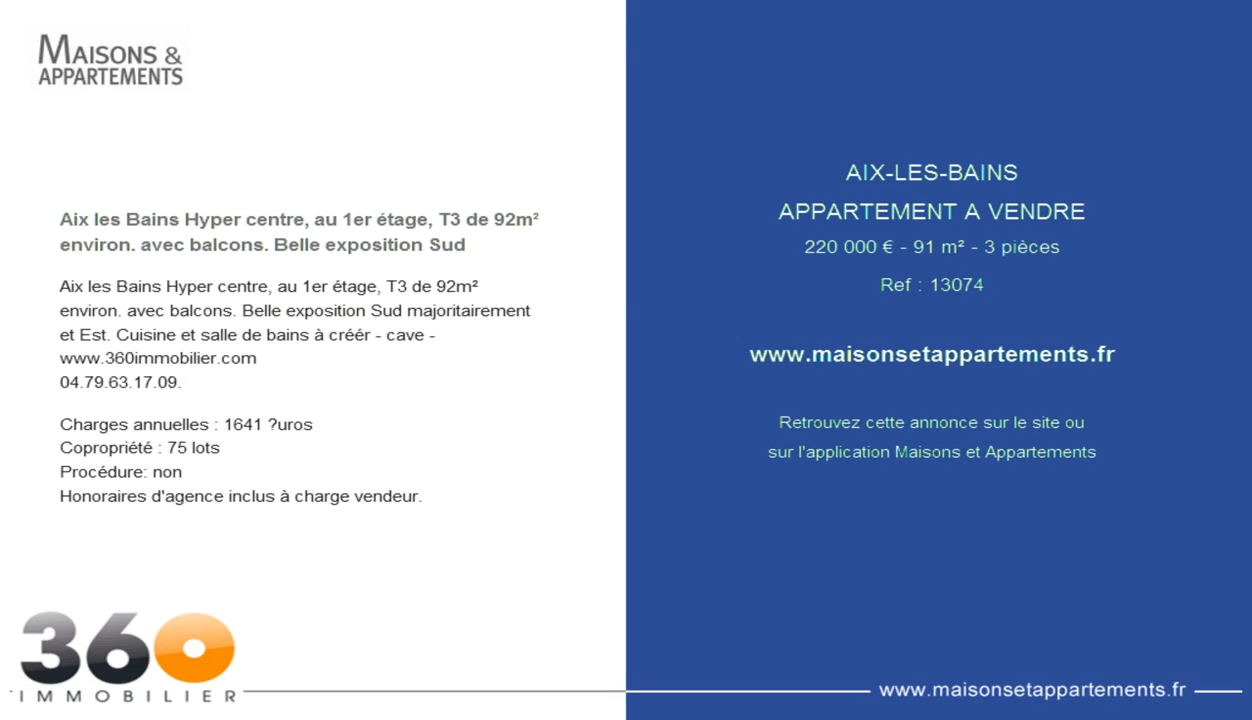 MAISONS &
APPARTEMENTS
Aix les Bains Hyper centre, au 1er étage, T3 de 92m²
environ. avec balcons. Belle exposition Sud
Aix les Bains Hyper centre, au 1er étage, T3 de 92m²
environ. avec balcons. Belle exposition Sud majoritairement
et Est. Cuisine et salle de bains à créér - cave -
www.360immobilier.com
04.79.63.17.09.
Charges annuelles : 1641 ?uros
Copropriété : 75 lots
Procédure: non
Honoraires d'agence inclus à charge vendeur.
360
IMMOBILIER
AIX-LES-BAINS
APPARTEMENT A VENDRE
220 000 € - 91 m² - 3 pièces
Ref : 13074
www.maisonsetappartements.fr
Retrouvez cette annonce sur le site ou
sur l'application Maisons et Appartements
www.maisonsetappartements.fr